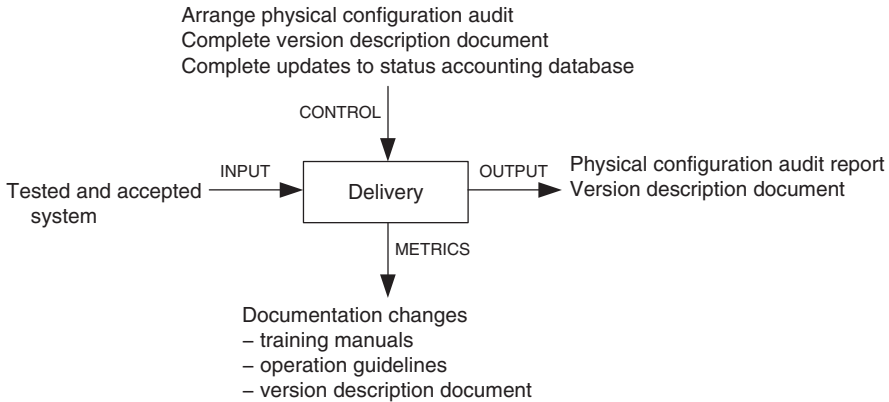 Arrange physical configuration audit
Complete version description document
Complete updates to status accounting database
CONTROL
INPUT
OUTPUT
Tested and accepted
system
Delivery
Physical configuration audit report
Version description document
METRICS
Documentation changes
– training manuals
– operation guidelines
– version description document